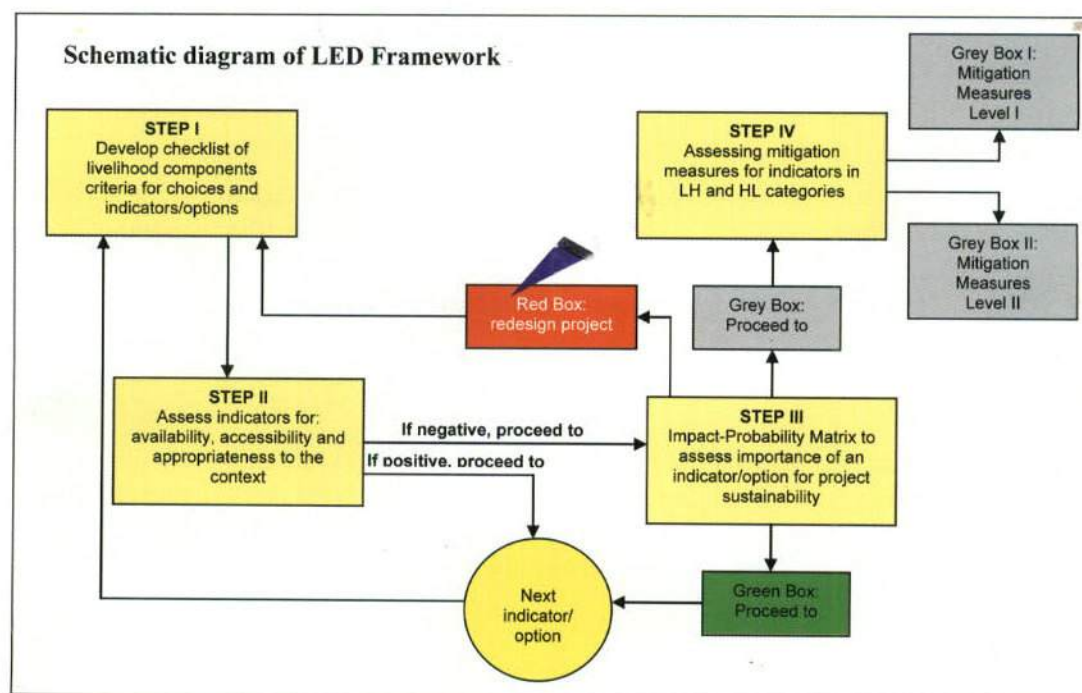 Schematic diagram of LED Framework
STEP I
Develop checklist of
livelihood components
criteria for choices and
indicators/options
STEP IV
Assessing mitigation
measures for indicators in
LH and HL categories
Grey Box I:
Mitigation
Measures
Level I
Grey Box II:
Mitigation
Measures
Level II
Red Box:
redesign project
Grey Box:
Proceed to
STEP II
Assess indicators for:
availability, accessibility and
appropriateness to the
context
If negative, proceed to
If positive, proceed to
STEP III
Impact-Probability Matrix to
assess importance of an
indicator/option for project
sustainability
Next
indicator/
option
Green Box:
Proceed to